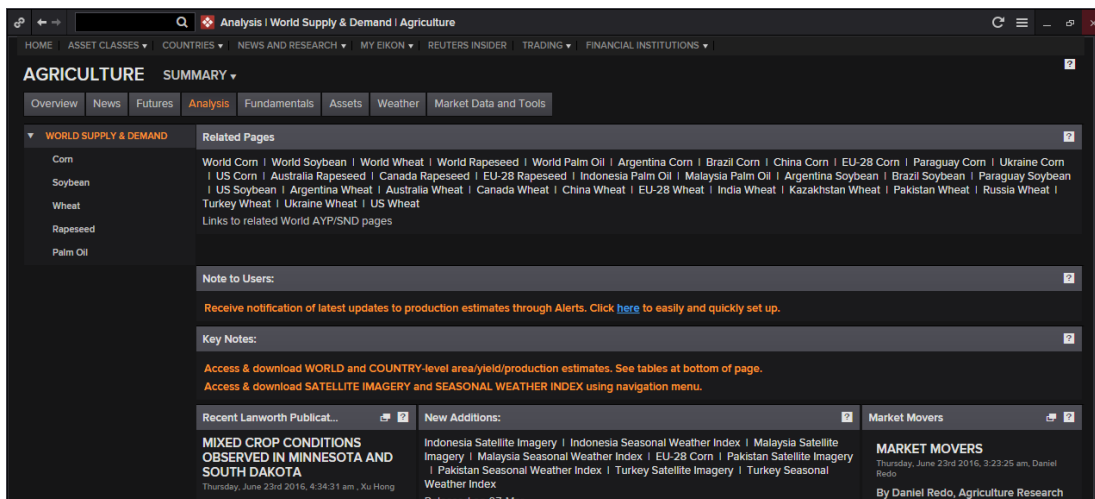 Analysis | World Supply & Demand | Agriculture
HOME | ASSET CLASSES ▾ | COUNTRIES ▾ | NEWS AND RESEARCH ▾ | MY EIKON ▾ | REUTERS INSIDER | TRADING ▾ | FINANCIAL INSTITUTIONS ▾ |
AGRICULTURE SUMMARY ▾
Overview News Futures Analysis Fundamentals Assets Weather Market Data and Tools
WORLD SUPPLY & DEMAND
Corn
Soybean
Wheat
Rapeseed
Palm Oil
Related Pages
World Corn | World Soybean | World Wheat | World Rapeseed | World Palm Oil | Argentina Corn | Brazil Corn | China Corn | EU-28 Corn | Paraguay Corn | Ukraine Corn
| US Corn | Australia Rapeseed | Canada Rapeseed | EU-28 Rapeseed | Indonesia Palm Oil | Malaysia Palm Oil | Argentina Soybean | Brazil Soybean | Paraguay Soybean
| US Soybean | Argentina Wheat | Australia Wheat | Canada Wheat | China Wheat | EU-28 Wheat | India Wheat | Kazakhstan Wheat | Pakistan Wheat | Russia Wheat |
Turkey Wheat | Ukraine Wheat | US Wheat
Links to related World AYP/SND pages
Note to Users:
Receive notification of latest updates to production estimates through Alerts. Click here to easily and quickly set up.
Key Notes:
Access & download WORLD and COUNTRY-level area/yield/production estimates. See tables at bottom of page.
Access & download SATELLITE IMAGERY and SEASONAL WEATHER INDEX using navigation menu.
Recent Lanworth Publicat...
MIXED CROP CONDITIONS
OBSERVED IN MINNESOTA AND
SOUTH DAKOTA
Thursday, June 23rd 2016, 4:34:31 am , Xu Hong
New Additions:
Indonesia Satellite Imagery | Indonesia Seasonal Weather Index | Malaysia Satellite
Imagery | Malaysia Seasonal Weather Index | EU-28 Corn | Pakistan Satellite Imagery
| Pakistan Seasonal Weather Index | Turkey Satellite Imagery | Turkey Seasonal
Weather Index
Market Movers
MARKET MOVERS
Thursday, June 23rd 2016, 3:23:25 am, Daniel
Redo
By Daniel Redo, Agriculture Research